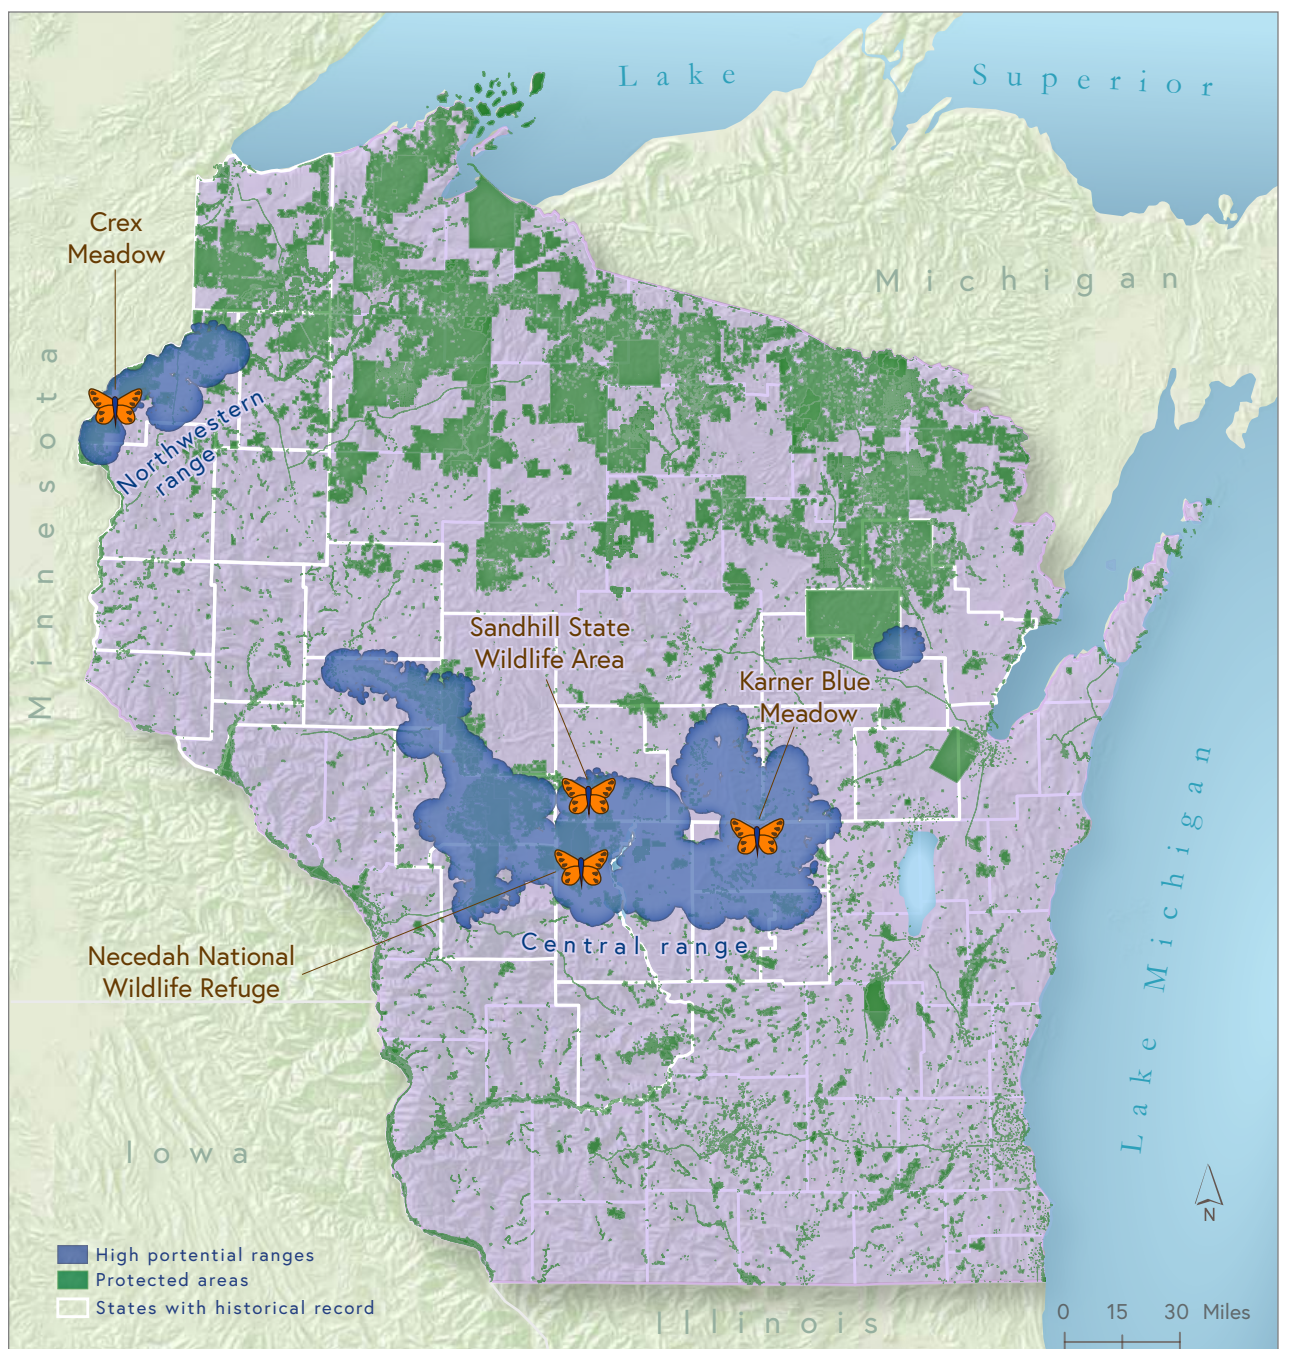 Lake Superior
Crex
Meadow
Michigan
Minnesota
Northwestern
range
Sandhill State
Wildlife Area
Karner Blue
Meadow
Necedah National
Wildlife Refuge
Central range
Lake Michigan
Iowa
N
High portential ranges
Protected areas
States with historical record
Illinois
0 15 30 Miles